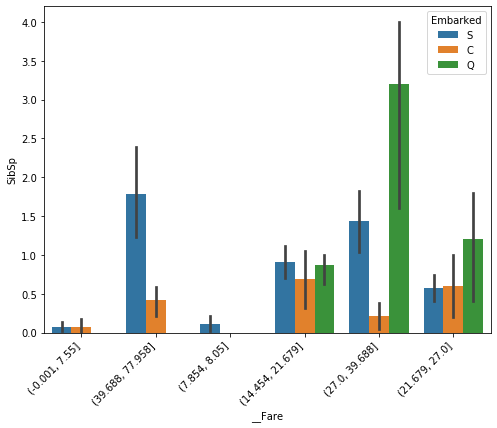 4.0
3.5
3.0
2.5
2.0
1.5
1.0
0.5
0.0
SibSp
Embarked
S
C
Q
(-0.001, 7.55]
(39.688, 77.958]
(7.854, 8.05]
(14.454, 21.679]
(27.0, 39.688]
(21.679, 27.0]
__Fare